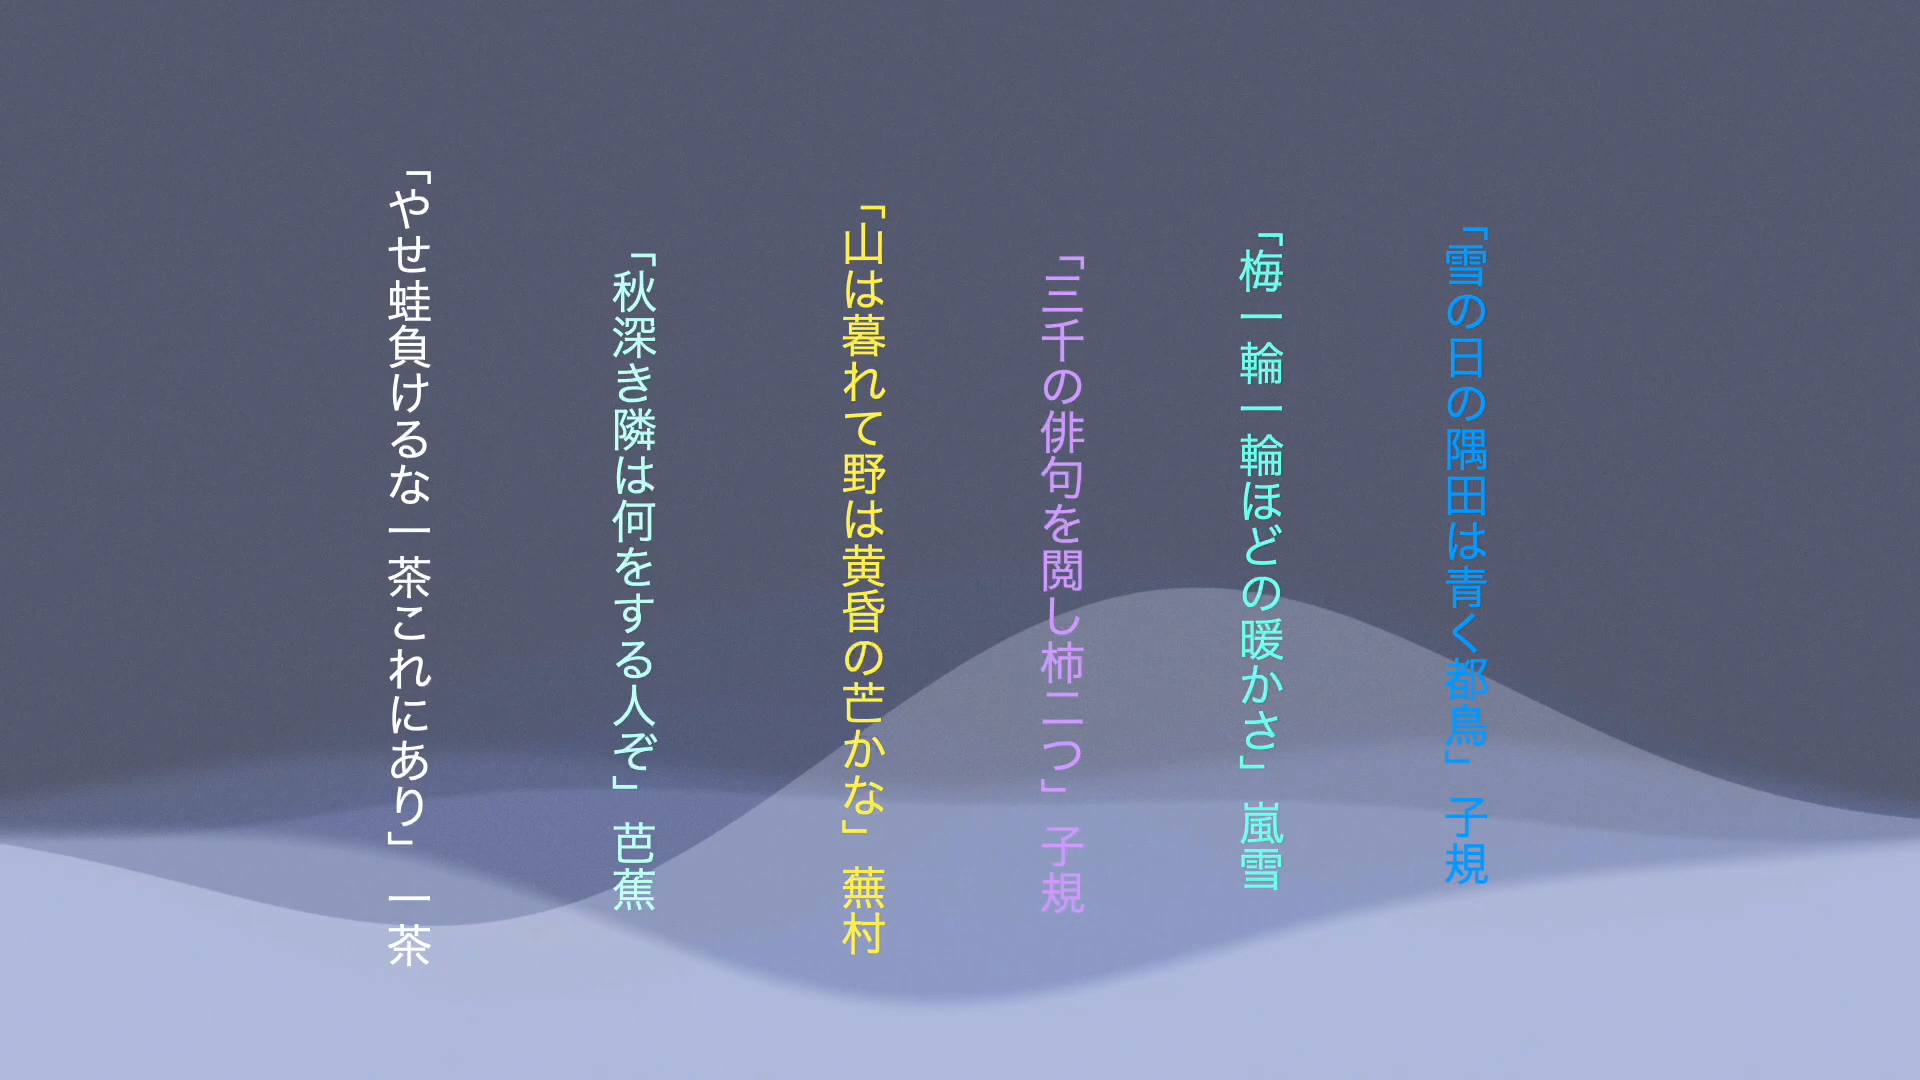 「雪の日の隅田は青く都鳥」 子規
「梅一輪一輪ほどの暖かさ」 嵐雪
「三千の俳句を閲し柿二つ」 子規
「山は暮れて野は黄昏の芒かな」 蕪村
「秋深き隣は何をする人ぞ」 芭蕉
「やせ蛙負けるな一茶これにあり」 一茶